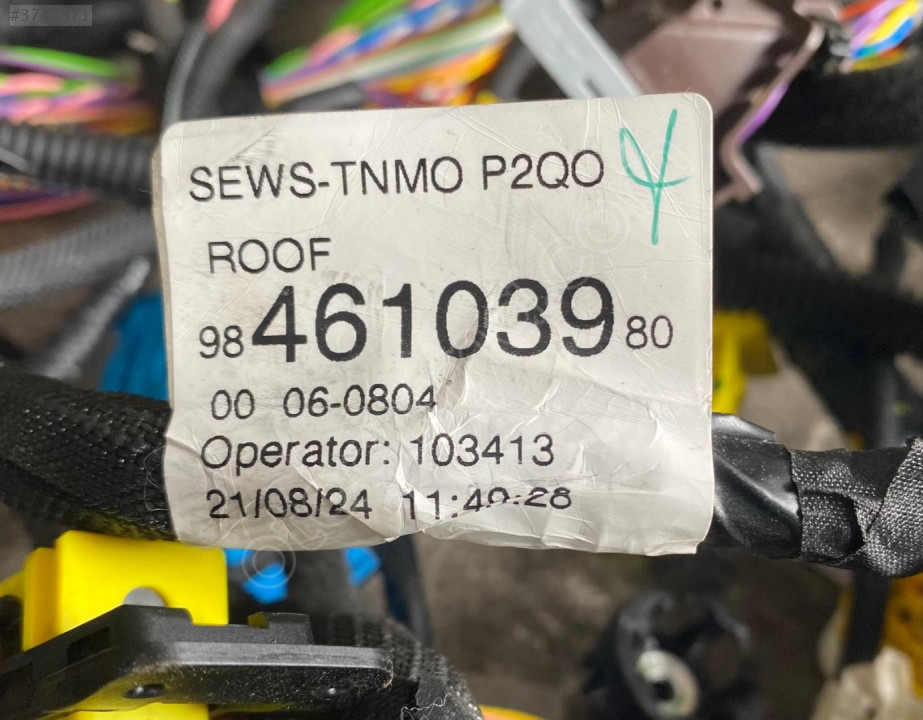 SEWS-TNMO P2QO Y
ROOF
98 461039 80
00 06-0804
Operator: 103413
21/08/24 11:49:28